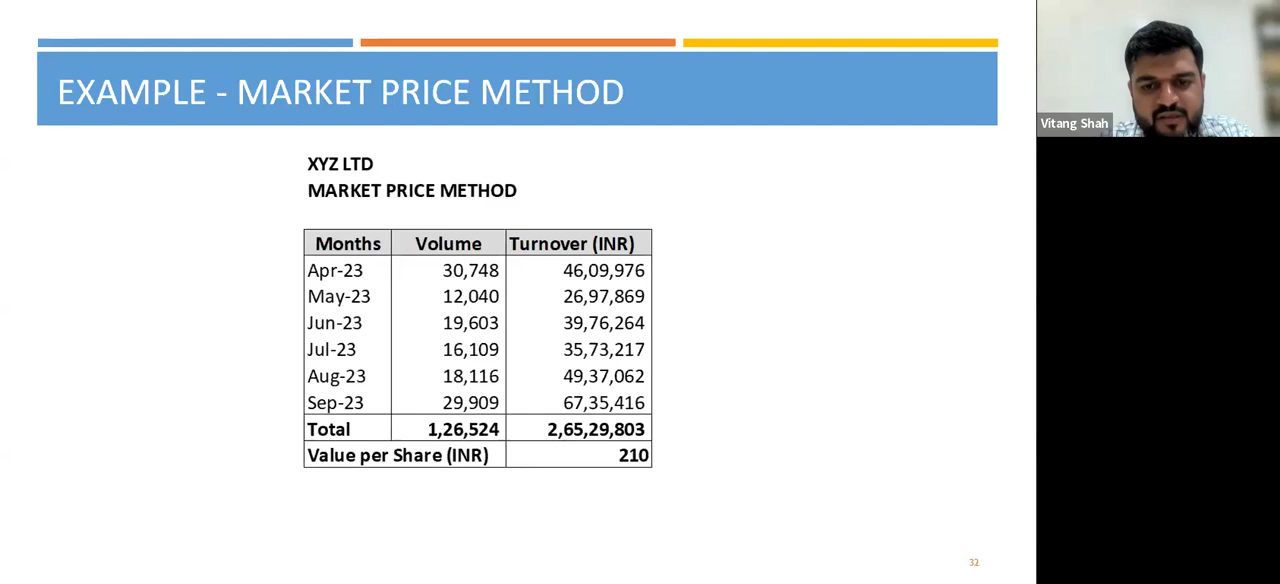 EXAMPLE - MARKET PRICE METHOD
Vitang Shah
XYZ LTD
MARKET PRICE METHOD
Months Volume Turnover (INR)
Apr-23 30,748 46,09,976
May-23 12,040 26,97,869
Jun-23 19,603 39,76,264
Jul-23 16,109 35,73,217
Aug-23 18,116 49,37,062
Sep-23 29,909 67,35,416
Total 1,26,524 2,65,29,803
Value per Share (INR) 210
32